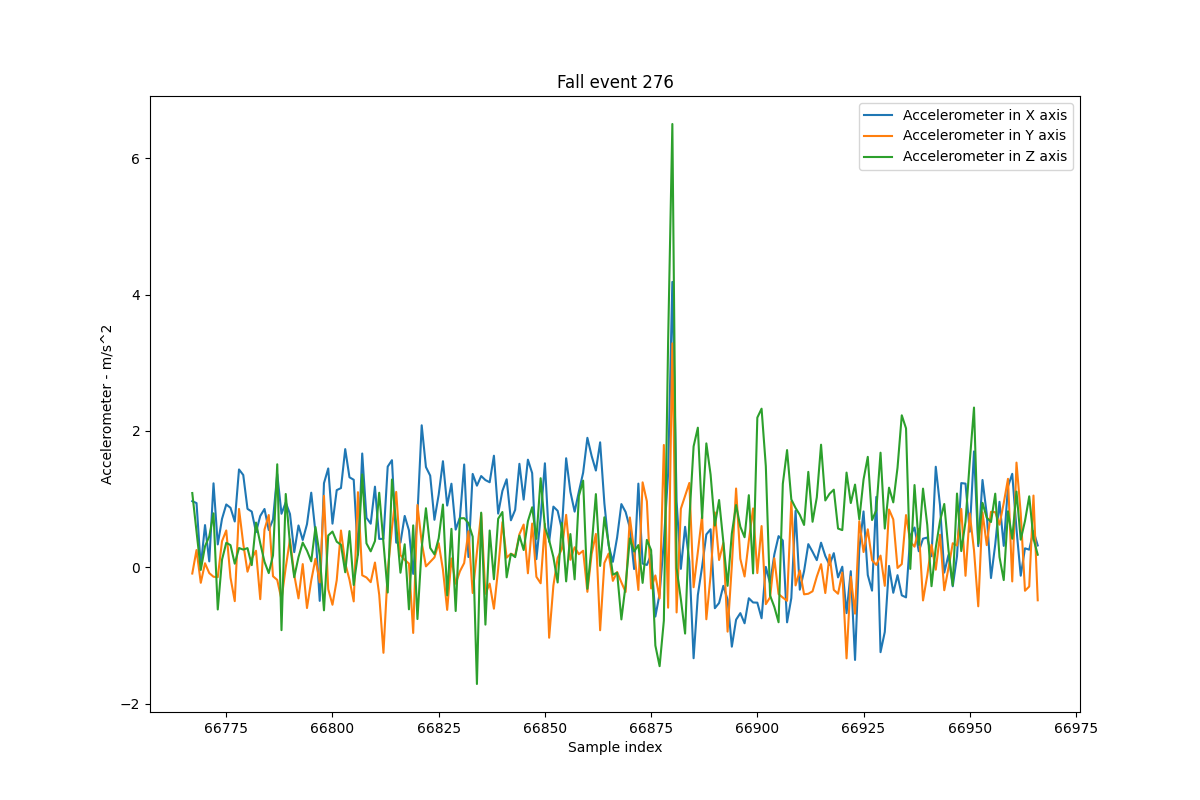 Fall event 276
Accelerometer in X axis
Accelerometer in Y axis
Accelerometer in Z axis
Accelerometer - m/s^2
6
4
2
0
−2
66775 66800 66825 66850 66875 66900 66925 66950 66975
Sample index